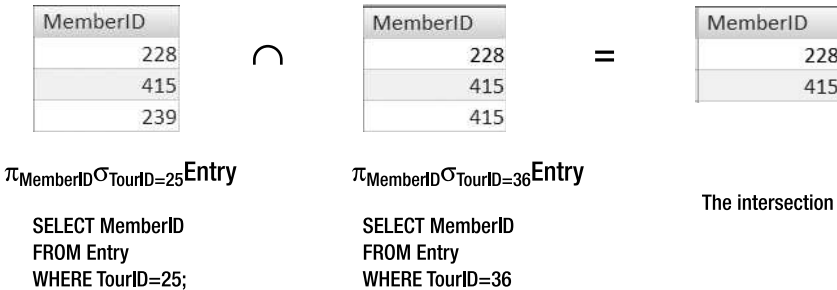 MemberID
228
415
239
∩
MemberID
228
415
415
=
MemberID
228
415
πMemberIDσTourID=25Entry
SELECT MemberID
FROM Entry
WHERE TourID=25;
πMemberIDσTourID=36Entry
SELECT MemberID
FROM Entry
WHERE TourID=36
The intersection